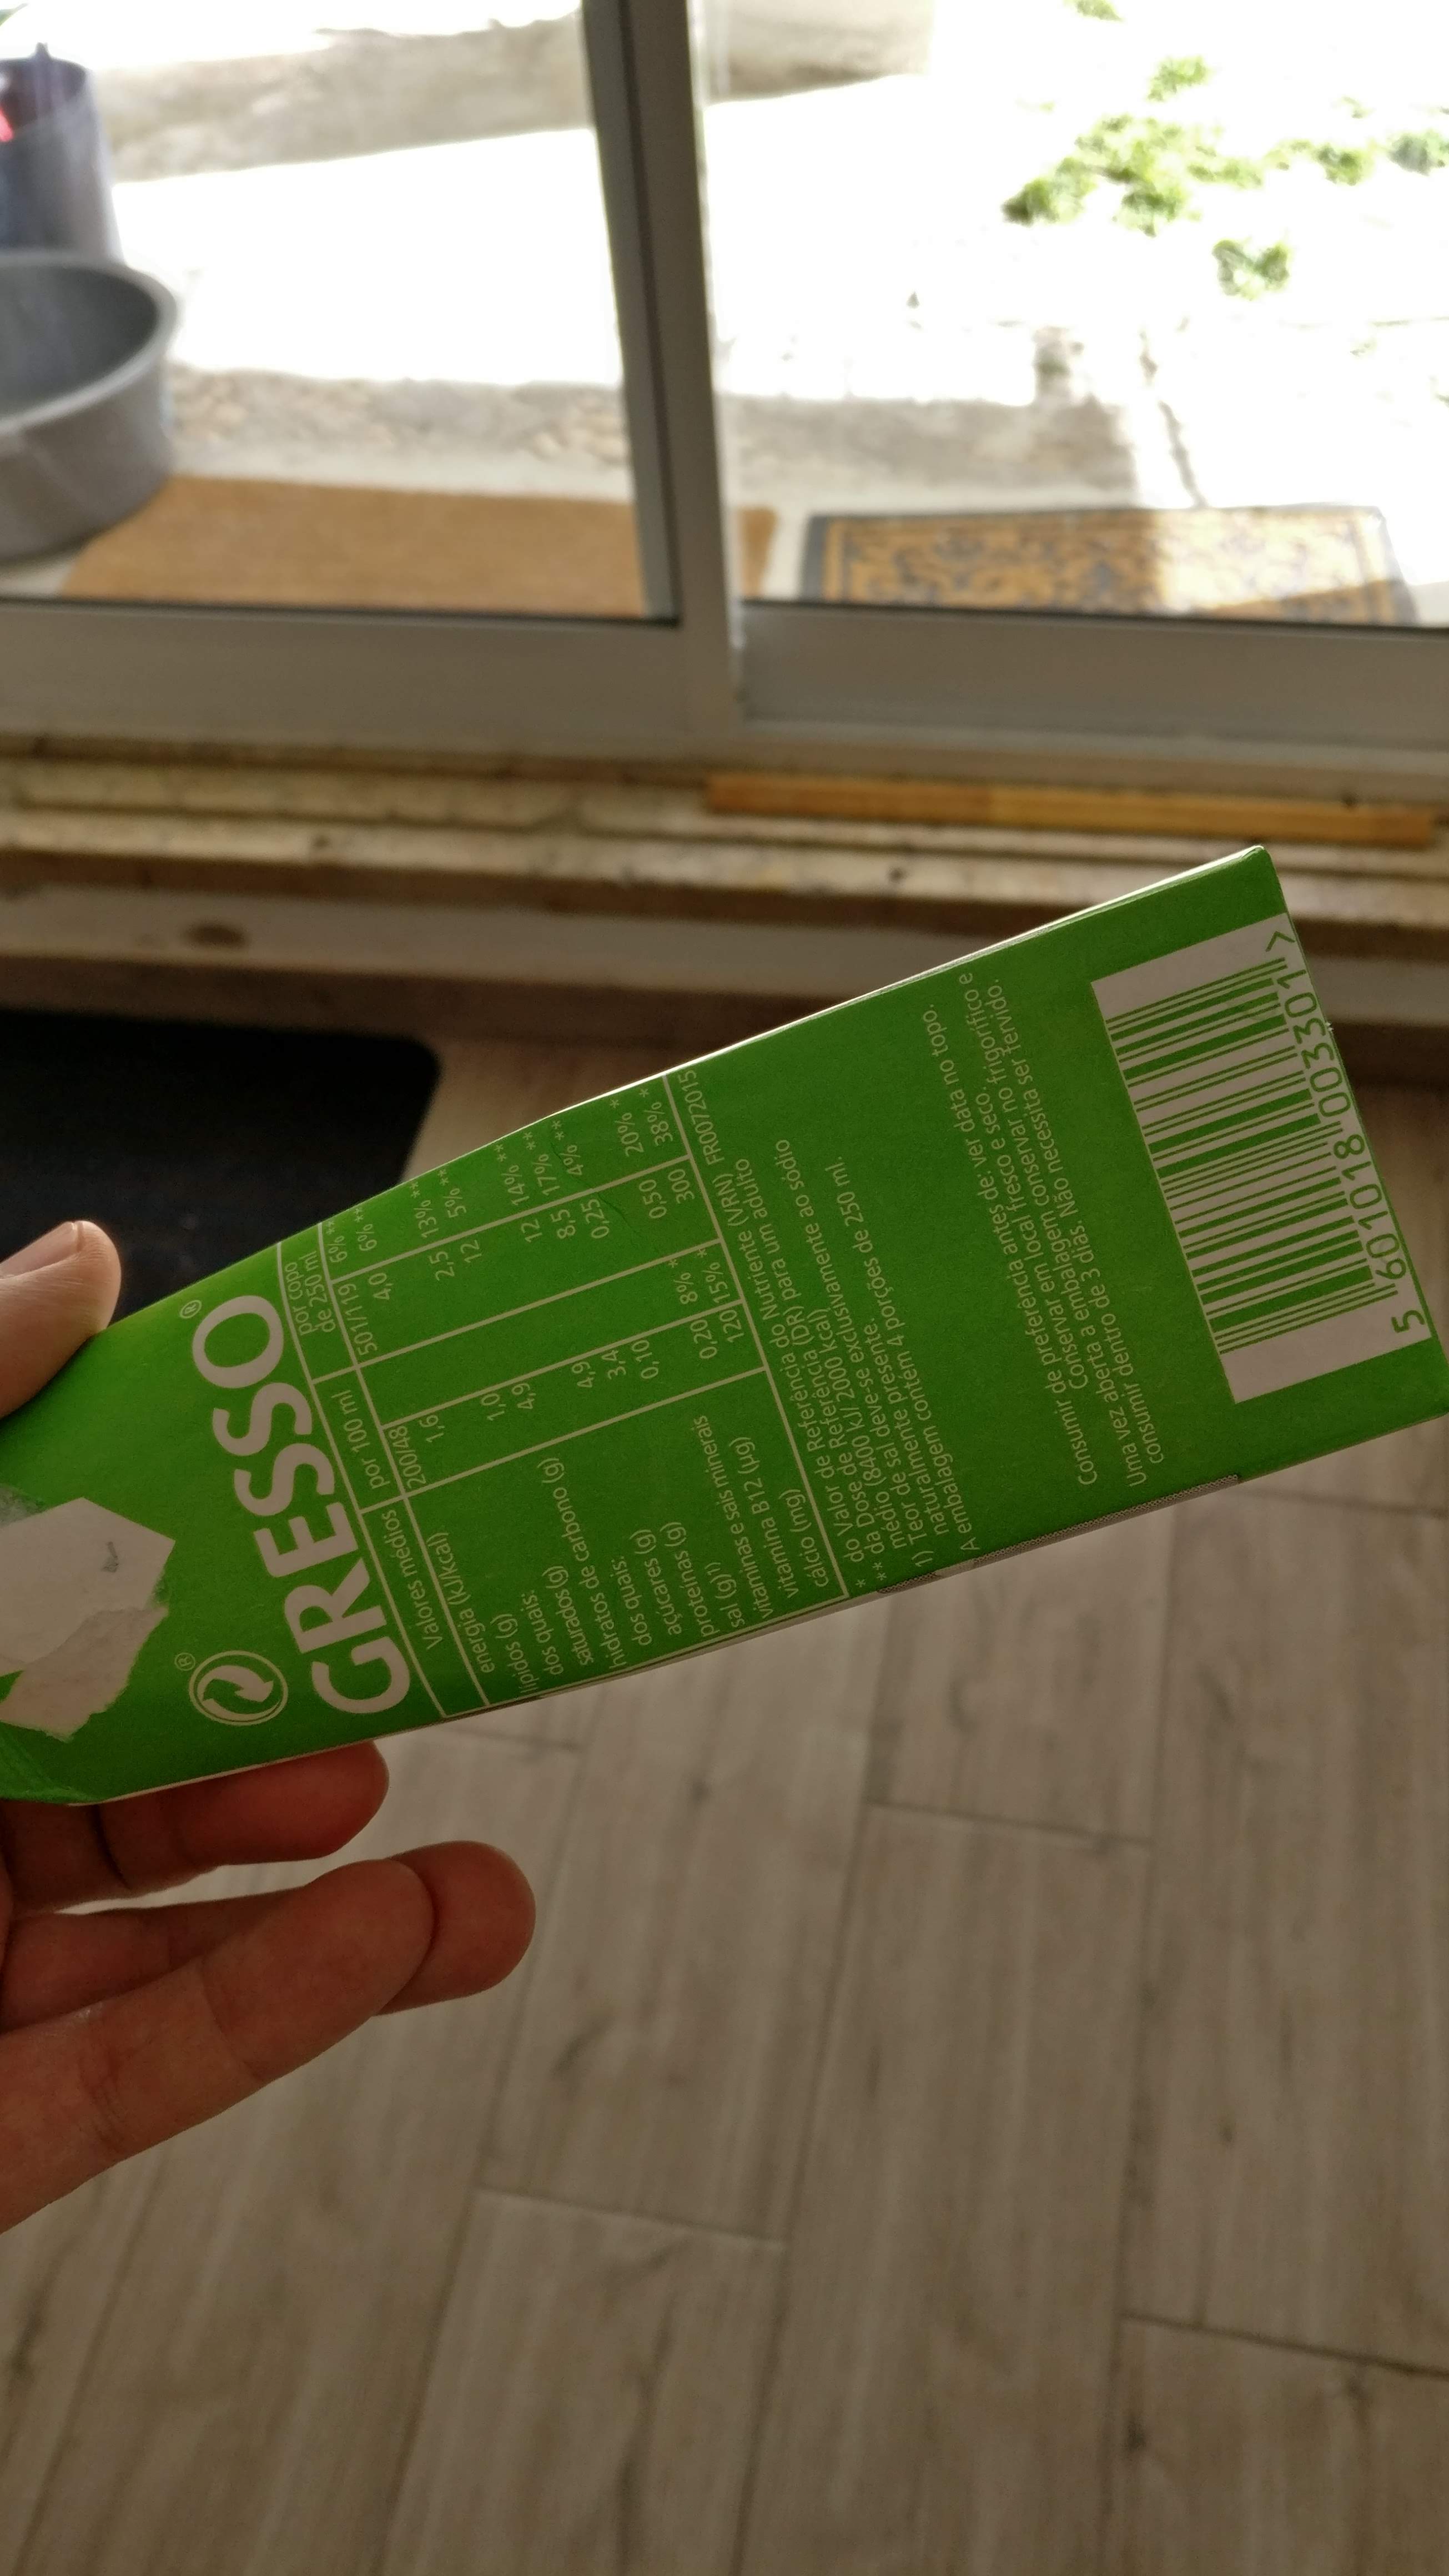 GRESSO®
Valores médios por 100 ml por copo de 250 ml
energia (kJ/kcal) 200/48 501/119 6%**
lípidos (g) 1,6 4,0 6%**
dos quais:
saturados (g) 1,0 2,5 13%**
hidratos de carbono (g) 4,9 12 5%**
dos quais:
açúcares (g) 4,9 12 14%**
proteínas (g) 3,4 8,5 17%**
sal (g)¹⁾ 0,10 0,25 4%**
vitaminas e sais minerais
vitamina B12 (µg) 0,20 8%* 0,50 20%*
cálcio (mg) 120 15%* 300 38%*
* do Valor de Referência do Nutriente (VRN) FR0072015
** da Dose de Referência (DR) para um adulto
médio (8400 kJ/2000 kcal)
1) Teor de sal deve-se exclusivamente ao sódio
naturalmente presente.
A embalagem contém 4 porções de 250 ml.
Consumir de preferência antes de: ver data no topo.
Conservar em local fresco e seco.
Uma vez aberta a embalagem conservar no frigorífico e
consumir dentro de 3 dias. Não necessita ser fervido.
5 601018 003301 >